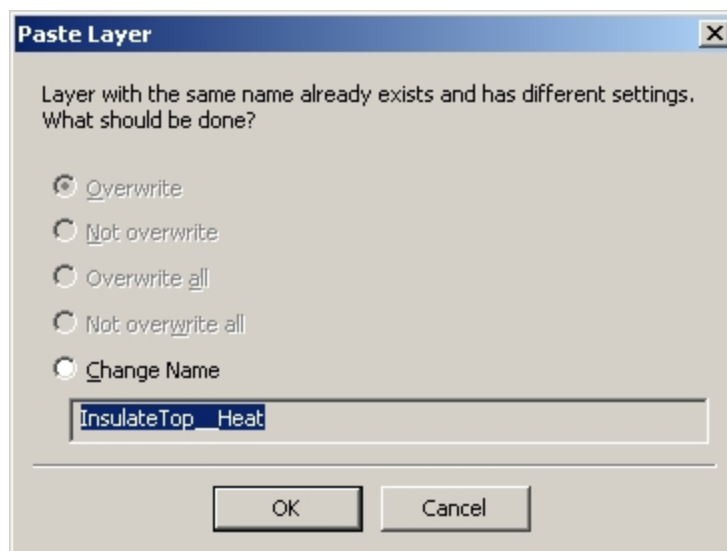 Paste Layer
Layer with the same name already exists and has different settings.
What should be done?
Overwrite
Not overwrite
Overwrite all
Not overwrite all
Change Name
InsulateTop__Heat
OK
Cancel